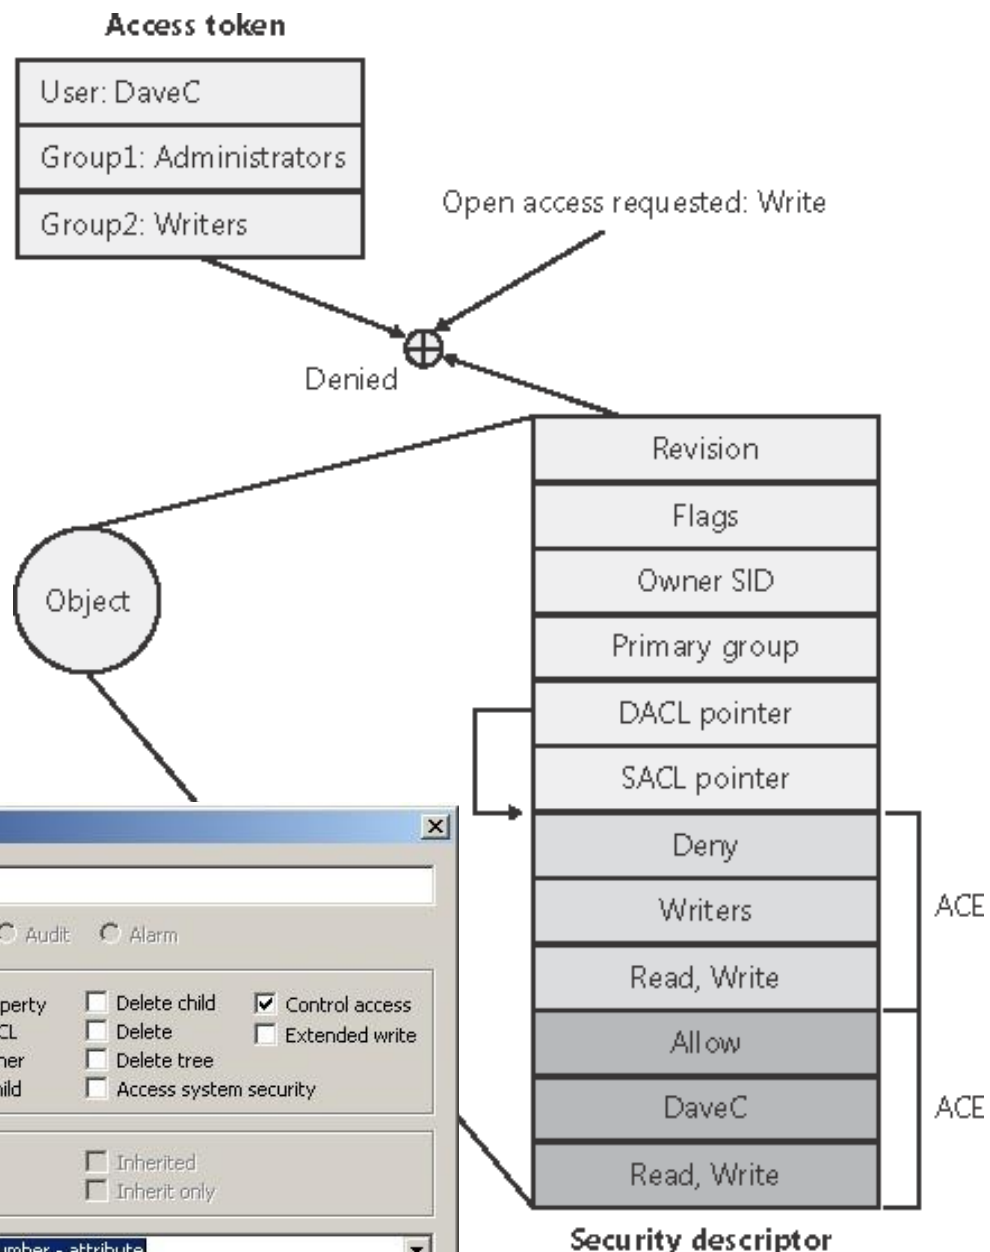 Access token
User: DaveC
Group1: Administrators
Group2: Writers
Open access requested: Write
Denied
Object
Revision
Flags
Owner SID
Primary group
DACL pointer
SACL pointer
Deny
Writers
Read, Write
ACE
Allow
DaveC
Read, Write
ACE
Security descriptor
Audit Alarm
Delete child Control access
Delete Extended write
Delete tree
Access system security
Inherited
Inherit only
- attribute